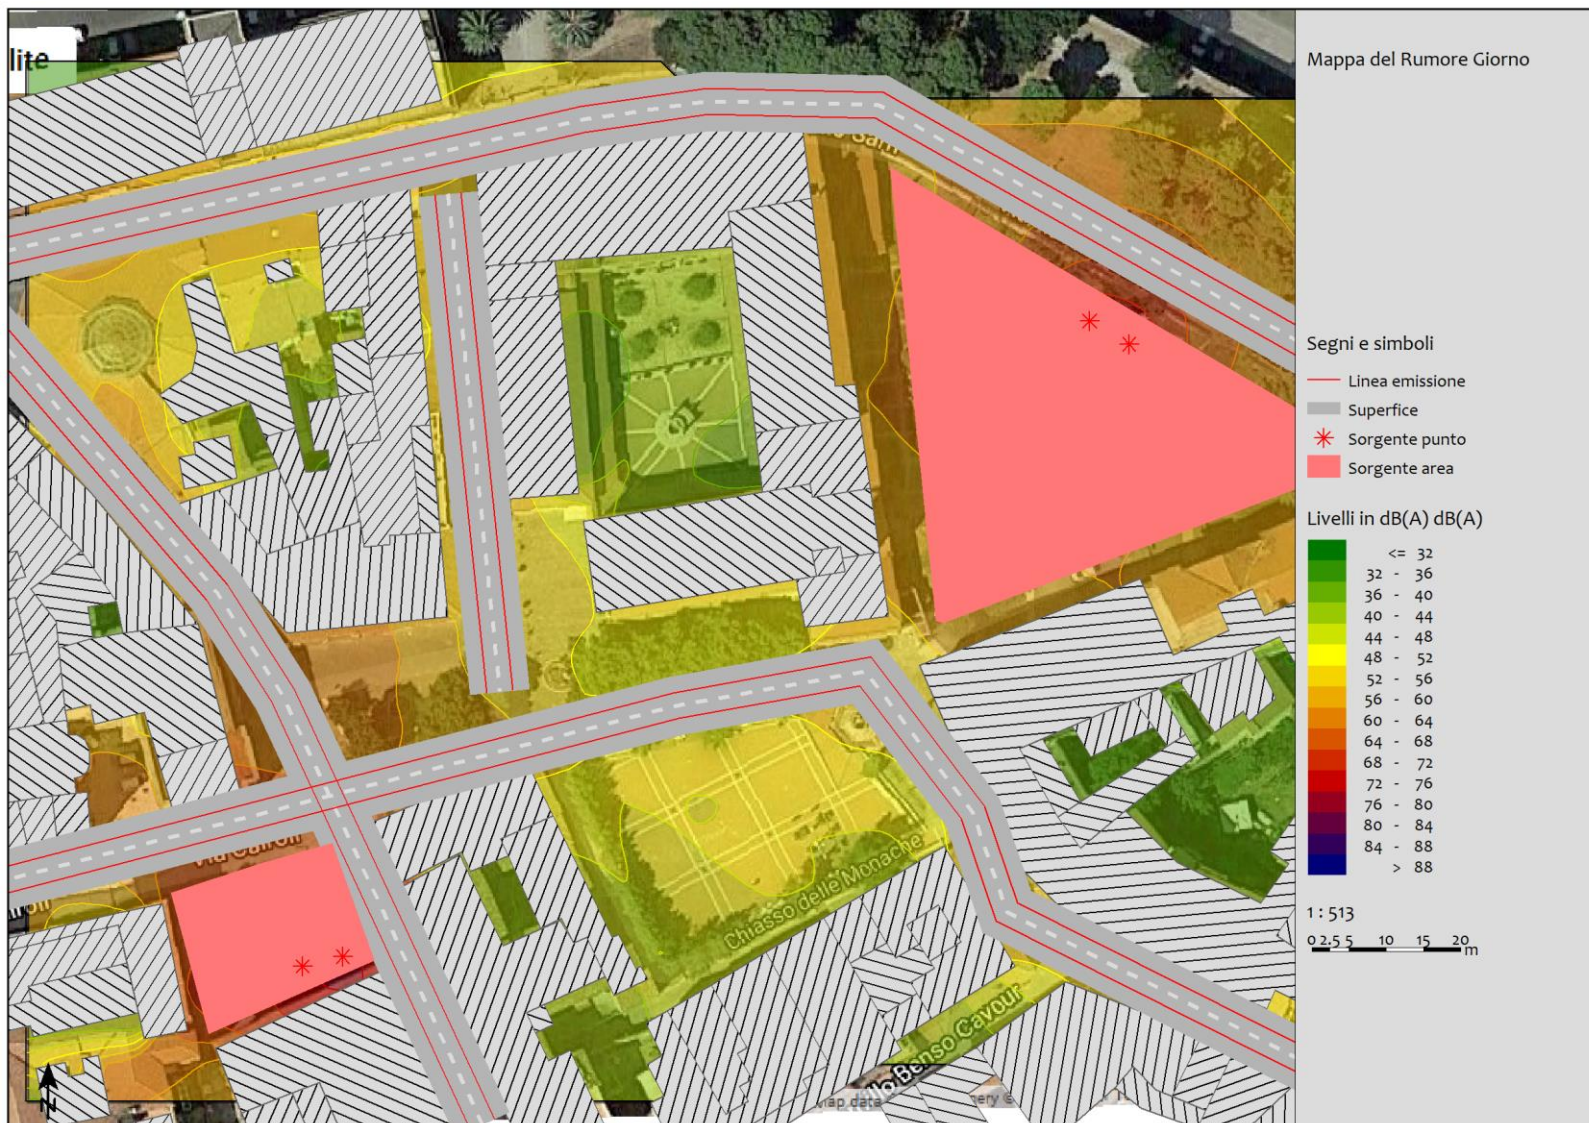 lite
Mappa del Rumore Giorno
Segni e simboli
Linea emissione
Superfice
Sorgente punto
Sorgente area
Livelli in dB(A) dB(A)
<= 32
32 - 36
36 - 40
40 - 44
44 - 48
48 - 52
52 - 56
56 - 60
60 - 64
64 - 68
68 - 72
72 - 76
76 - 80
80 - 84
84 - 88
> 88
1 : 513
0 2.5 5 10 15 20
m
Via Cairoli
Chiasso delle Monache
Benso Cavour
Map data
N